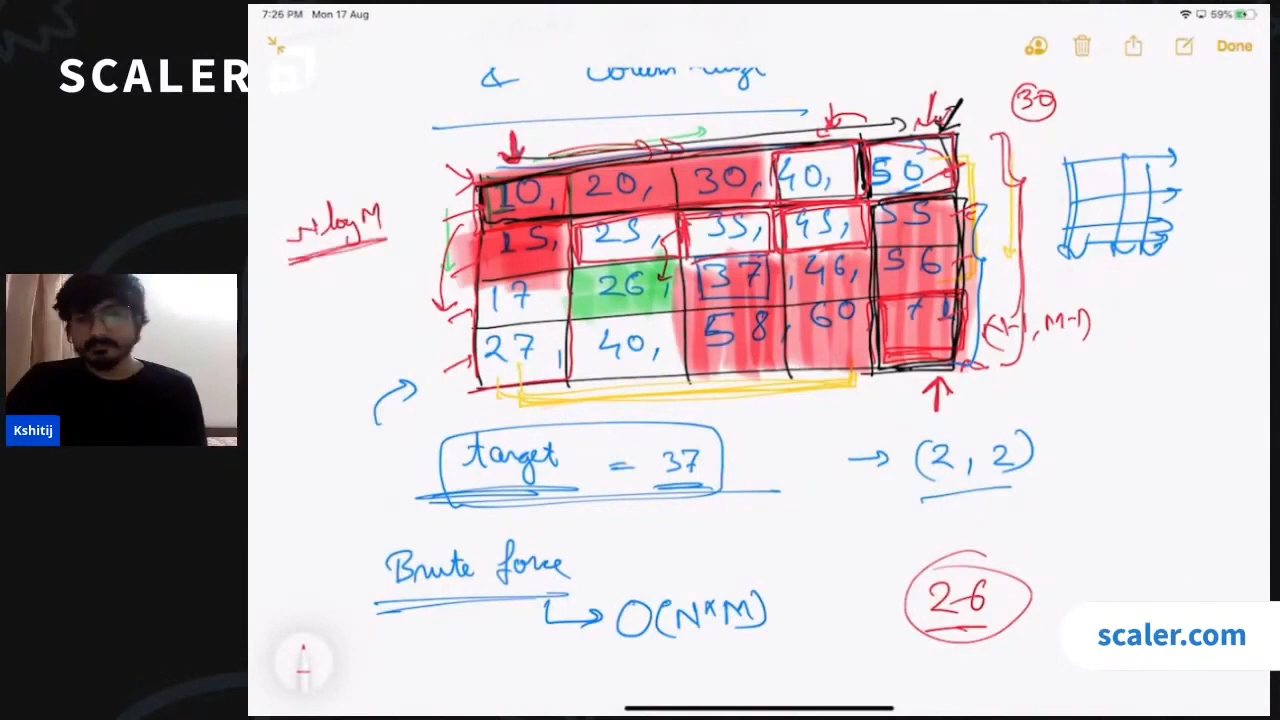 7:26 PM Mon 17 Aug
59%
SCALER
Done
&
30
10, 20, 30, 40, 50
N log M
15, 25, 35, 45, 55
17 26, 37, 46, 56
27, 40, 58, 60 71
(N-1, M-1)
Kshitij
target = 37 → (2, 2)
Brute force
26
O(N*M)
scaler.com